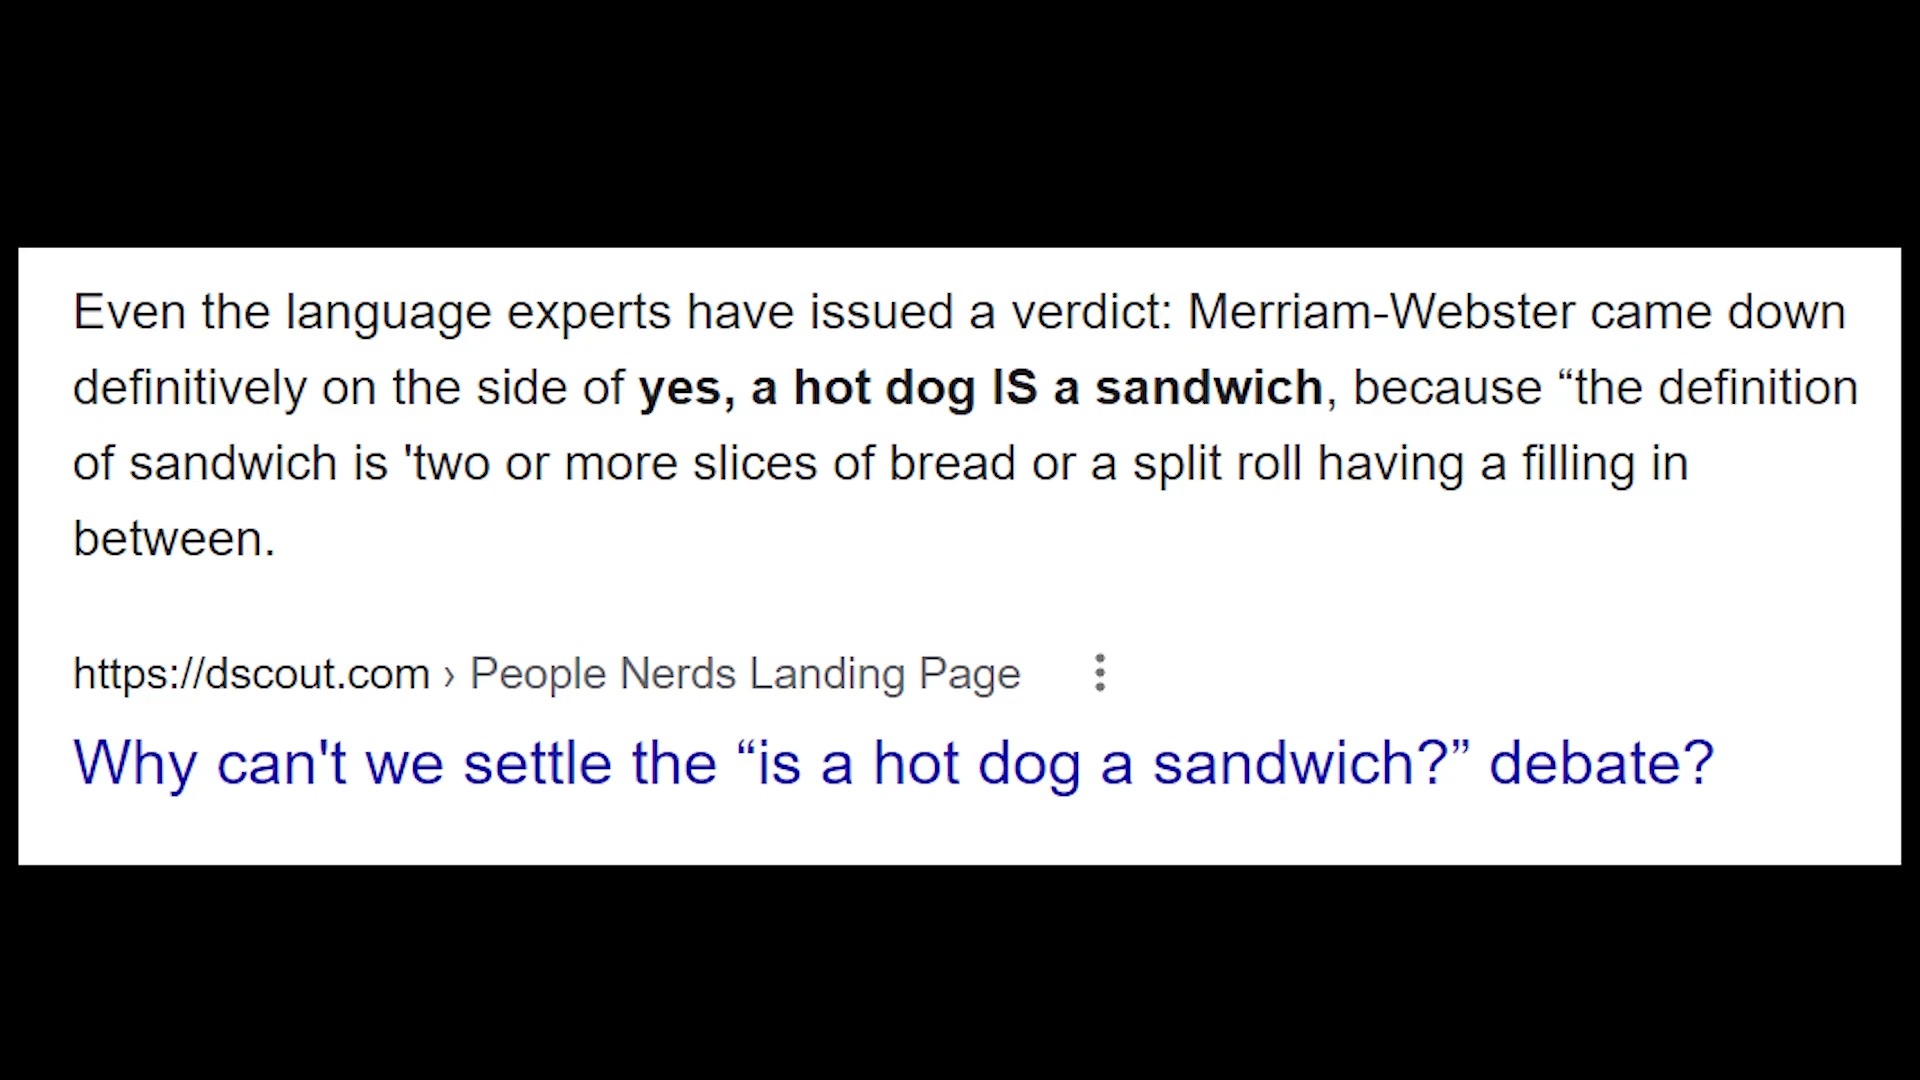 Even the language experts have issued a verdict: Merriam-Webster came down
definitively on the side of yes, a hot dog IS a sandwich, because “the definition
of sandwich is 'two or more slices of bread or a split roll having a filling in
between.
https://dscout.com › People Nerds Landing Page
Why can't we settle the “is a hot dog a sandwich?” debate?